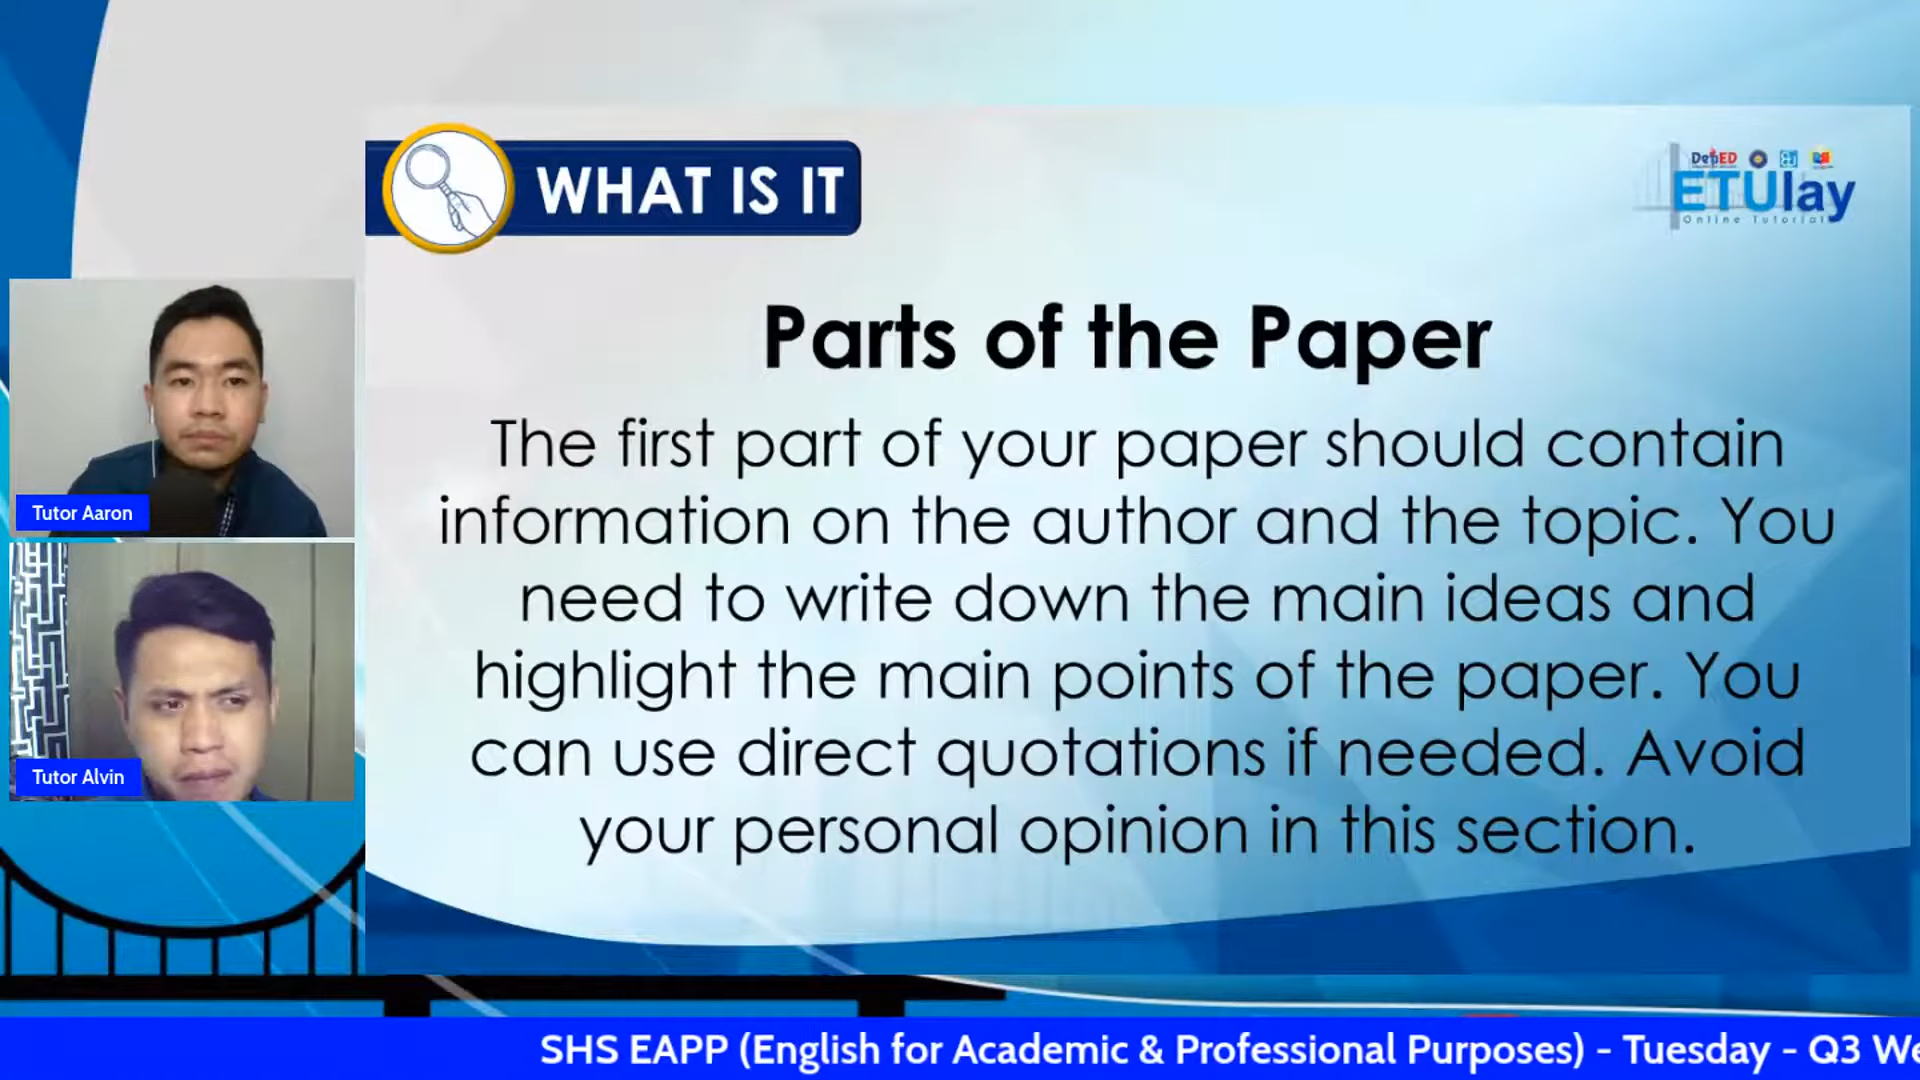 WHAT IS IT
DepED
ETUlay
Online Tutorial
Parts of the Paper
The first part of your paper should contain
information on the author and the topic. You
need to write down the main ideas and
highlight the main points of the paper. You
can use direct quotations if needed. Avoid
your personal opinion in this section.
Tutor Aaron
Tutor Alvin
SHS EAPP (English for Academic & Professional Purposes) - Tuesday - Q3 We